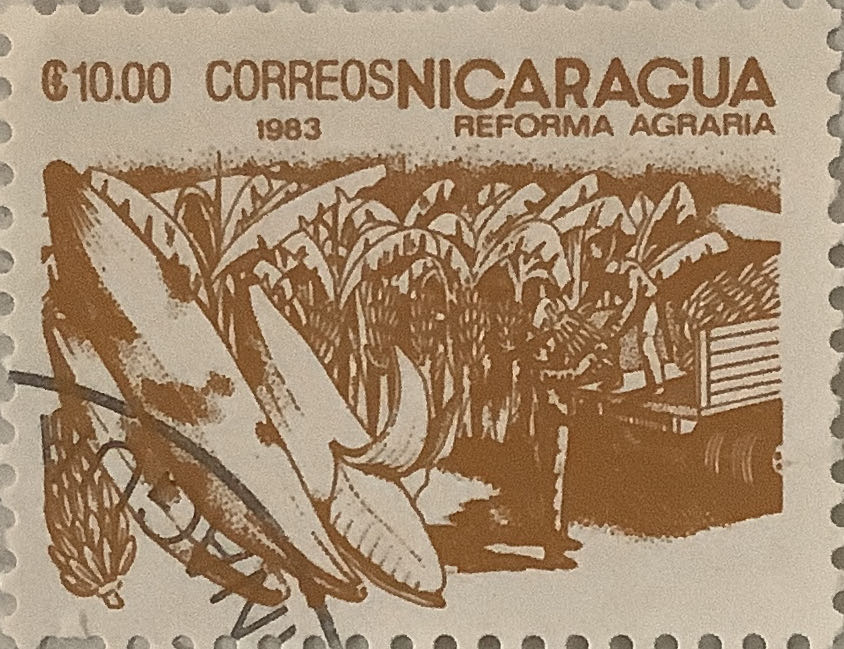 ₡10.00 CORREOS NICARAGUA
1983 REFORMA AGRARIA